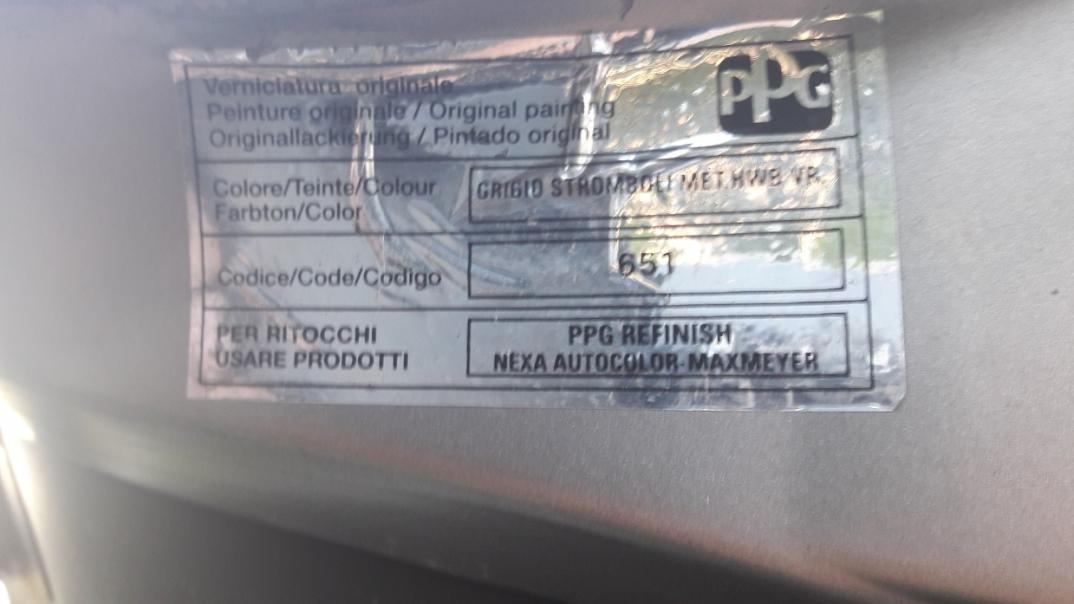 Verniciatura originale
PPG
Peinture originale / Original painting
Originallackierung / Pintado original
Colore/Teinte/Colour
Farbton/Color
GRIGIO STROMBOLI MET.HWB VR.
Codice/Code/Codigo
651
PER RITOCCHI
USARE PRODOTTI
PPG REFINISH
NEXA AUTOCOLOR-MAXMEYER